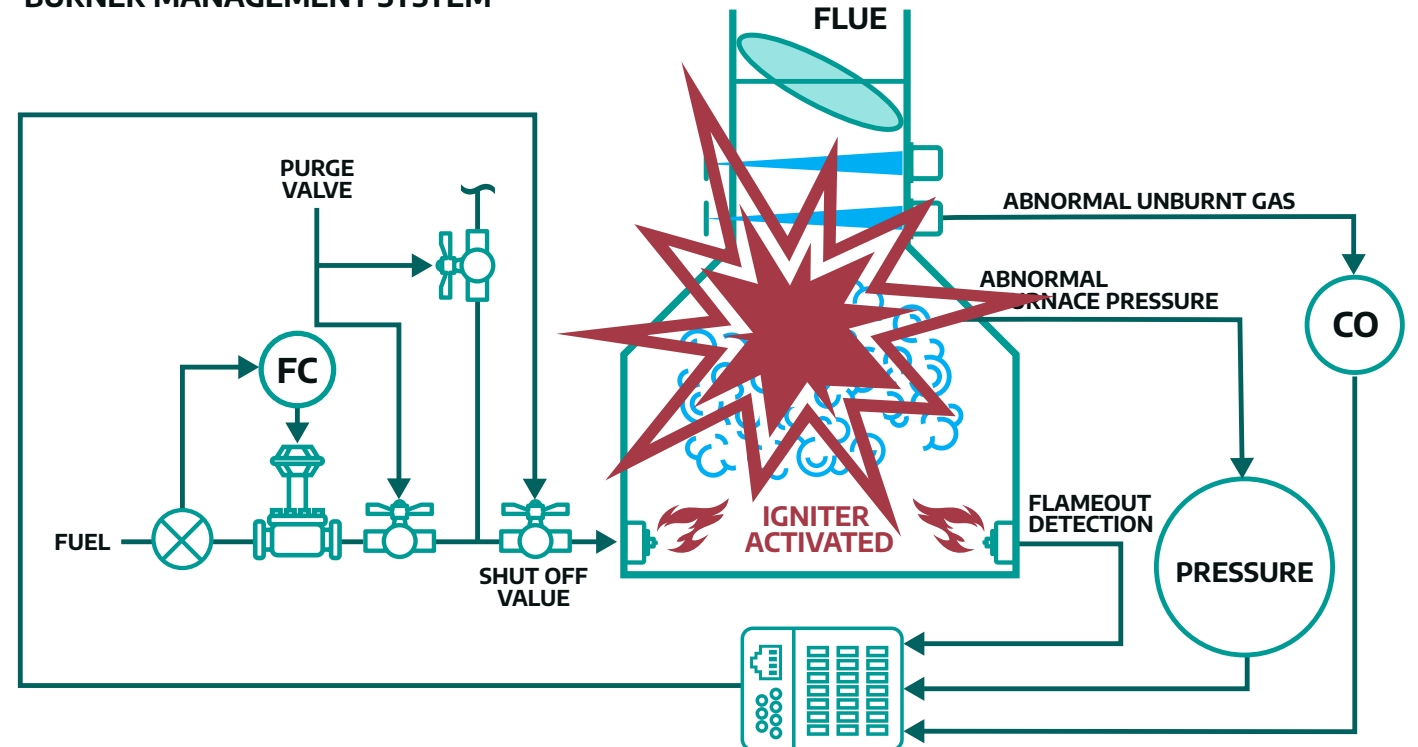 BURNER MANAGEMENT SYSTEM
FLUE
PURGE
VALVE
ABNORMAL UNBURNT GAS
ABNORMAL
RNACE PRESSURE
CO
FC
FLAMEOUT
DETECTION
IGNITER
ACTIVATED
FUEL
SHUT OFF
VALUE
PRESSURE